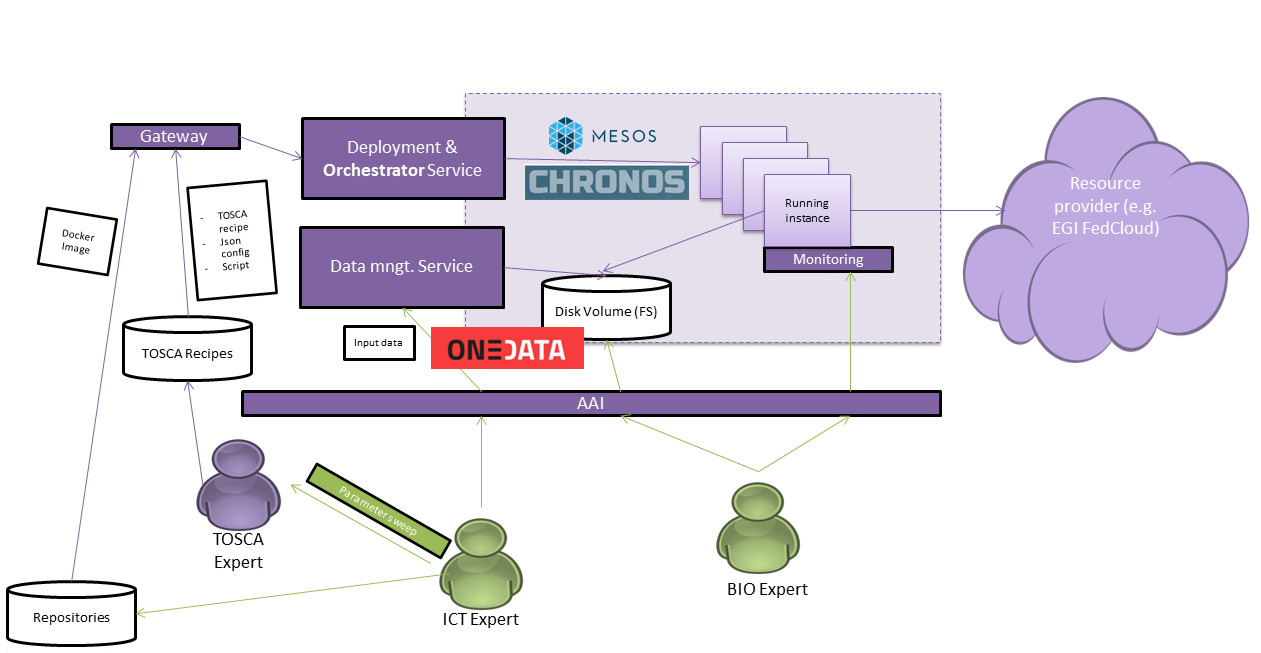 Gateway
Deployment &
Orchestrator Service
MESOS
CHRONOS
Running
instance
Resource
provider (e.g.
EGI FedCloud)
Docker
Image
- TOSCA
recipe
- Json
config
- Script
Data mngt. Service
Monitoring
Disk Volume (FS)
Input data
ONEDATA
TOSCA Recipes
AAI
Parameter sweep
TOSCA
Expert
ICT Expert
BIO Expert
Repositories